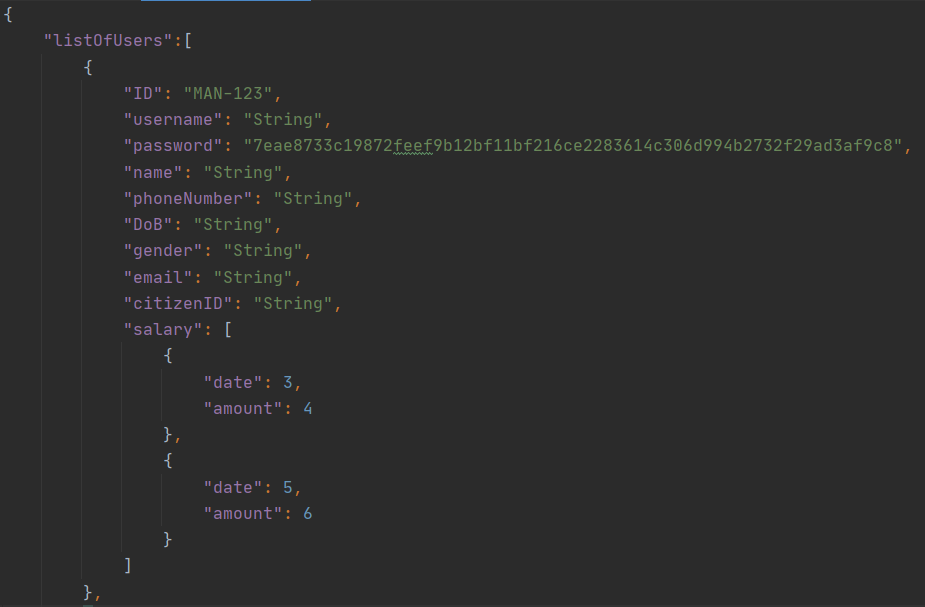 {
"listOfUsers":[
{
"ID": "MAN-123",
"username": "String",
"password": "7eae8733c19872feef9b12bf11bf216ce2283614c306d994b2732f29ad3af9c8",
"name": "String",
"phoneNumber": "String",
"DoB": "String",
"gender": "String",
"email": "String",
"citizenID": "String",
"salary": [
{
"date": 3,
"amount": 4
},
{
"date": 5,
"amount": 6
}
]
},